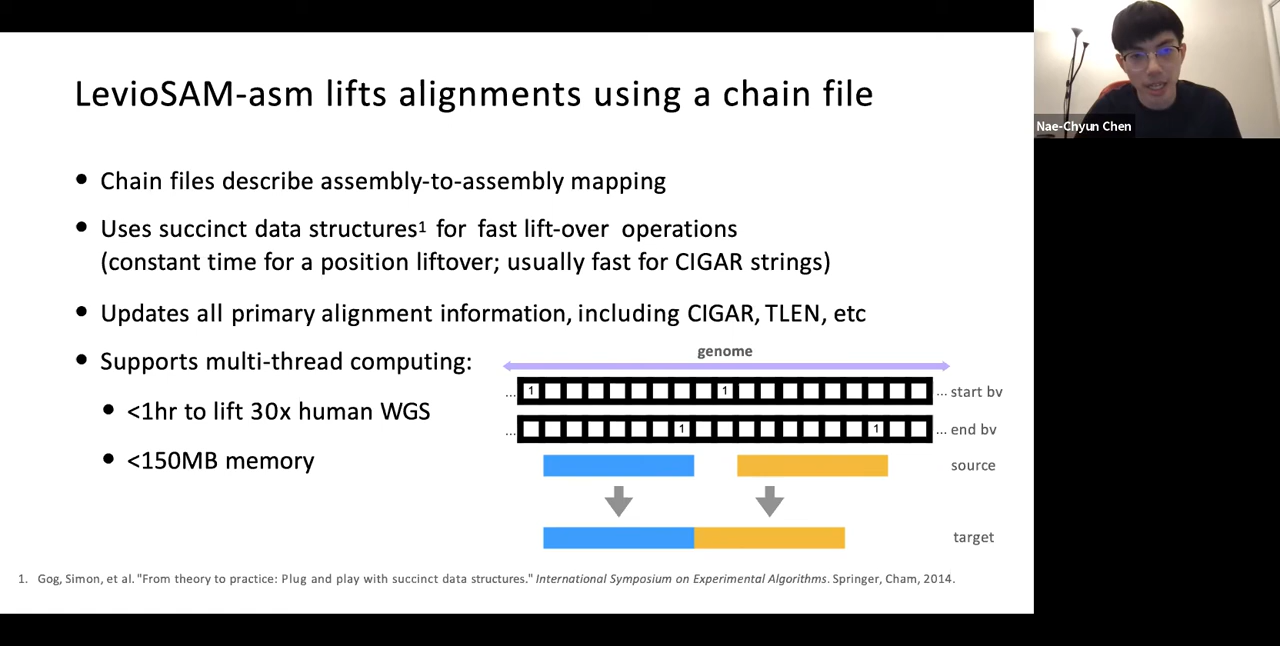 LevioSAM-asm lifts alignments using a chain file
Nae-Chyun Chen
• Chain files describe assembly-to-assembly mapping
• Uses succinct data structures1 for fast lift-over operations
(constant time for a position liftover; usually fast for CIGAR strings)
• Updates all primary alignment information, including CIGAR, TLEN, etc
• Supports multi-thread computing:
• <1hr to lift 30x human WGS
• <150MB memory
genome
... 1 1 ... start bv
... 1 1 ... end bv
source
target
1. Gog, Simon, et al. "From theory to practice: Plug and play with succinct data structures." International Symposium on Experimental Algorithms. Springer, Cham, 2014.